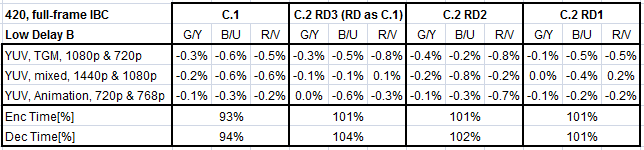 420, full-frame IBC C.1 C.2 RD3 (RD as C.1) C.2 RD2 C.2 RD1
Low Delay B G/Y B/U R/V G/Y B/U R/V G/Y B/U R/V G/Y B/U R/V
YUV, TGM, 1080p & 720p -0.3% -0.6% -0.5% -0.3% -0.5% -0.8% -0.4% -0.2% -0.8% -0.1% -0.5% -0.5%
YUV, mixed, 1440p & 1080p -0.2% -0.6% -0.6% -0.1% -0.1% 0.1% -0.2% -0.8% -0.2% 0.0% -0.4% 0.2%
YUV, Animation, 720p & 768p -0.1% -0.3% -0.2% 0.0% -0.6% -0.3% -0.1% -0.3% -0.7% -0.1% -0.2% -0.2%
Enc Time[%] 93% 101% 101% 101%
Dec Time[%] 94% 104% 102% 101%